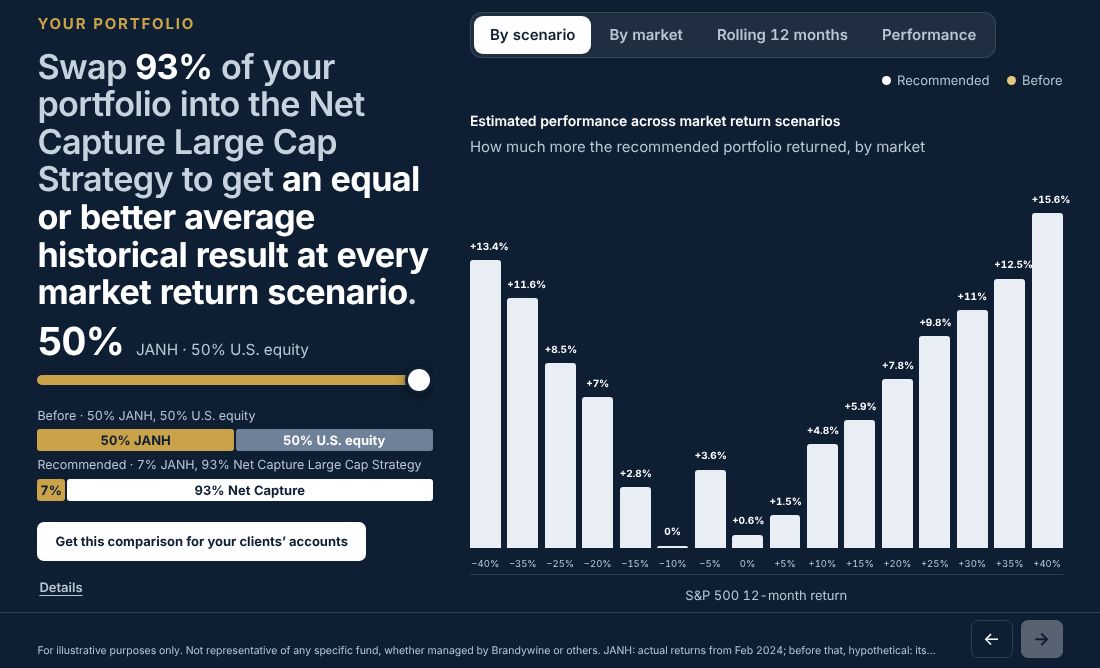 YOUR PORTFOLIO
Swap 93% of your
portfolio into the Net
Capture Large Cap
Strategy to get an equal
or better average
historical result at every
market return scenario.
50% JANH · 50% U.S. equity
Before · 50% JANH, 50% U.S. equity
50% JANH 50% U.S. equity
Recommended · 7% JANH, 93% Net Capture Large Cap Strategy
7% 93% Net Capture
Get this comparison for your clients’ accounts
Details
By scenario By market Rolling 12 months Performance
Recommended Before
Estimated performance across market return scenarios
How much more the recommended portfolio returned, by market
+13.4% +11.6% +8.5% +7% +2.8% 0% +3.6% +0.6% +1.5% +4.8% +5.9% +7.8% +9.8% +11% +12.5% +15.6%
−40% −35% −25% −20% −15% −10% −5% 0% +5% +10% +15% +20% +25% +30% +35% +40%
S&P 500 12-month return
For illustrative purposes only. Not representative of any specific fund, whether managed by Brandywine or others. JANH: actual returns from Feb 2024; before that, hypothetical: its…
← →